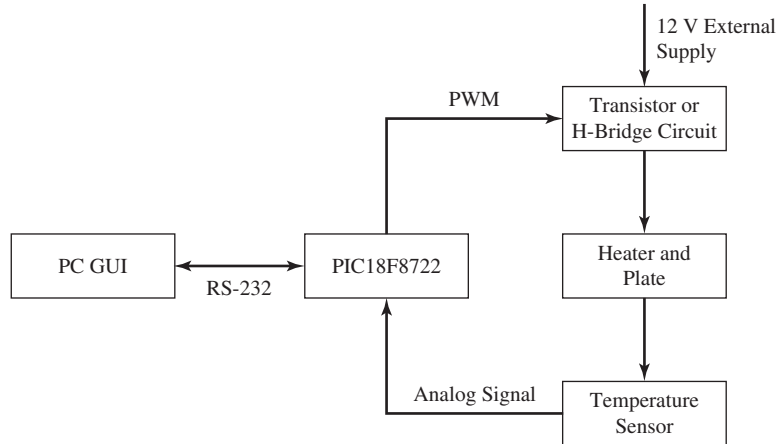 12 V External
Supply
PWM
Transistor or
H-Bridge Circuit
PC GUI
RS-232
PIC18F8722
Heater and
Plate
Analog Signal
Temperature
Sensor